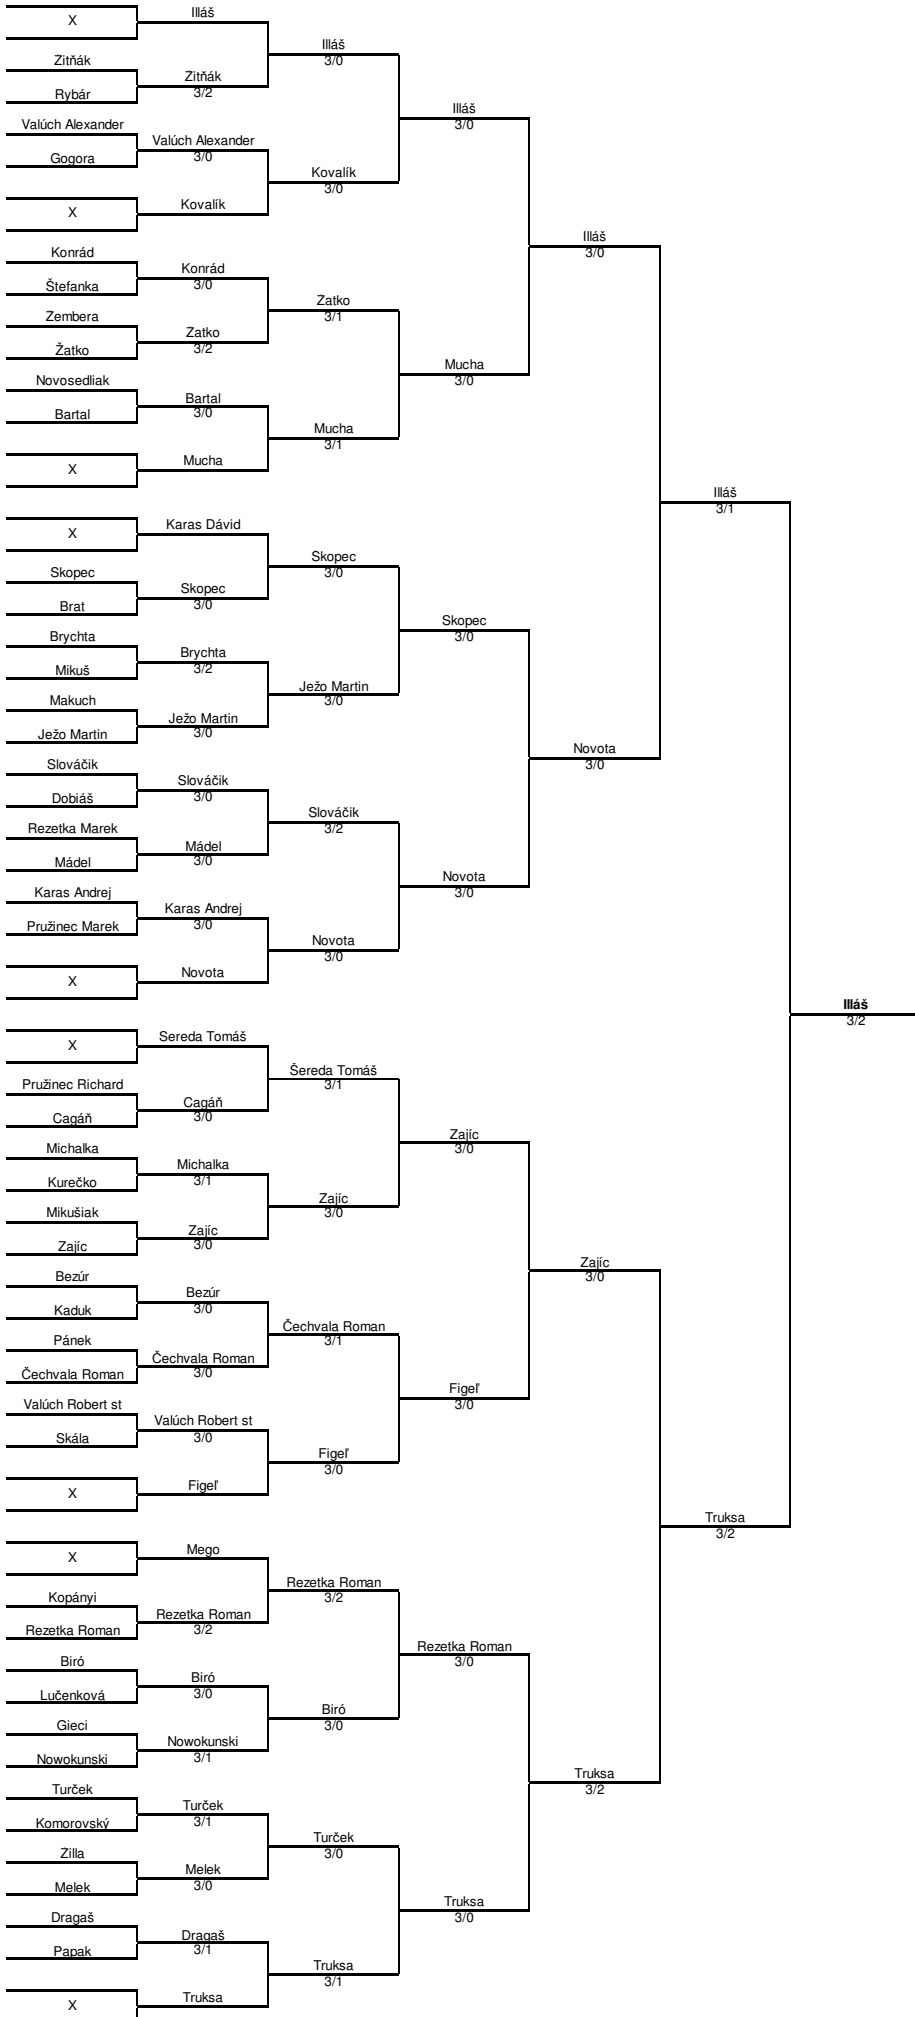 Illáš
X
Illáš
3/0
Žitňák
Žitňák
3/2
Rybár
Illáš
3/0
Valúch Alexander
Valúch Alexander
3/0
Gogora
Kovalík
3/0
X
Kovalík
Illáš
3/0
Konrád
Konrád
3/0
Štefanka
Žatko
3/1
Zembera
Žatko
3/2
Žatko
Mucha
3/0
Novosedliak
Bartal
3/0
Bartal
Mucha
3/1
X
Mucha
Illáš
3/1
X
Karas Dávid
Skopec
3/0
Skopec
Skopec
3/0
Brat
Skopec
3/0
Brychta
Brychta
3/2
Mikuš
Ježo Martin
3/0
Makuch
Ježo Martin
3/0
Ježo Martin
Novota
3/0
Slováčik
Slováčik
3/0
Dobiáš
Slováčik
3/2
Rezetka Marek
Mádel
3/0
Mádel
Novota
3/0
Karas Andrej
Karas Andrej
3/0
Pružinec Marek
Novota
3/0
X
Novota
Illáš
3/2
X
Sereda Tomáš
Šereda Tomáš
3/1
Pružinec Richard
Cagáň
3/0
Cagáň
Zajíc
3/0
Michalka
Michalka
3/1
Kurečko
Zajíc
3/0
Mikušiak
Zajíc
3/0
Zajíc
Zajíc
3/0
Bezúr
Bezúr
3/0
Kaduk
Čechvala Roman
3/1
Pánek
Čechvala Roman
3/0
Čechvala Roman
Figeľ
3/0
Valúch Robert st
Valúch Robert st
3/0
Skála
Figeľ
3/0
X
Figeľ
Truksa
3/2
X
Mego
Rezetka Roman
3/2
Kopányi
Rezetka Roman
3/2
Rezetka Roman
Rezetka Roman
3/0
Biró
Biró
3/0
Lučenková
Biró
3/0
Gieci
Nowokunski
3/1
Nowokunski
Truksa
3/2
Turček
Turček
3/1
Komorovský
Turček
3/0
Zilla
Melek
3/0
Melek
Truksa
3/0
Dragaš
Dragaš
3/1
Papak
Truksa
3/1
X
Truksa